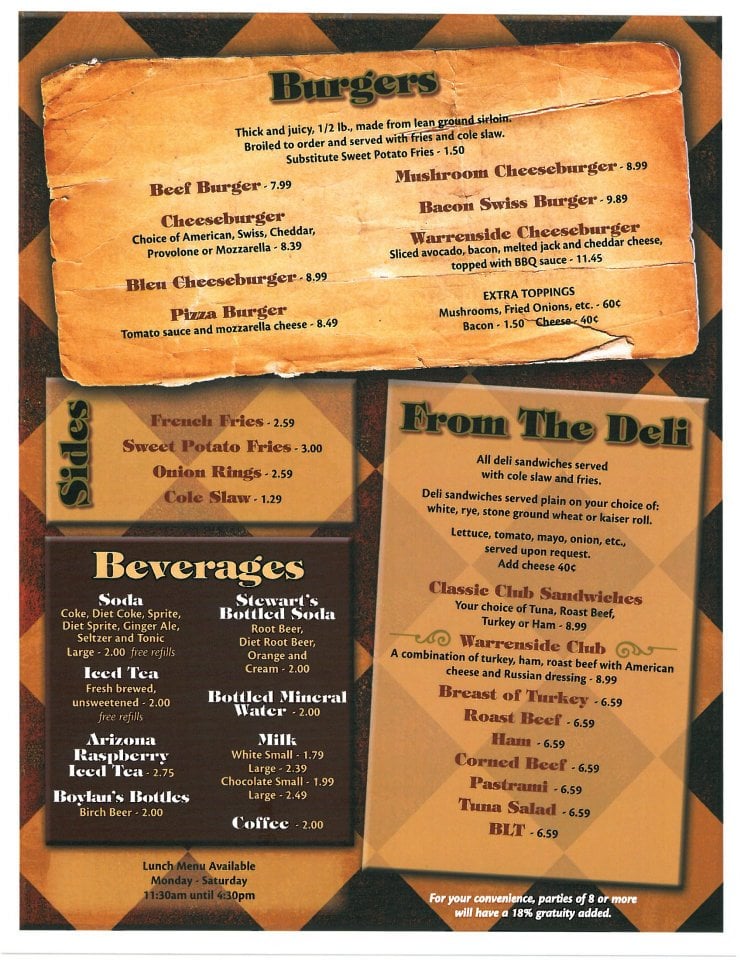 Burgers
Thick and juicy, 1/2 lb., made from lean ground sirloin.
Broiled to order and served with fries and cole slaw.
Substitute Sweet Potato Fries - 1.50
Beef Burger - 7.99
Cheeseburger
Choice of American, Swiss, Cheddar,
Provolone or Mozzarella - 8.39
Bleu Cheeseburger - 8.99
Pizza Burger
Tomato sauce and mozzarella cheese - 8.49
Mushroom Cheeseburger - 8.99
Bacon Swiss Burger - 9.89
Warrenside Cheeseburger
Sliced avocado, bacon, melted jack and cheddar cheese,
topped with BBQ sauce - 11.45
EXTRA TOPPINGS
Mushrooms, Fried Onions, etc. - 60¢
Bacon - 1.50 Cheese - 40¢
Sides
French Fries - 2.59
Sweet Potato Fries - 3.00
Onion Rings - 2.59
Cole Slaw - 1.29
Beverages
Soda
Coke, Diet Coke, Sprite,
Diet Sprite, Ginger Ale,
Seltzer and Tonic
Large - 2.00 free refills
Iced Tea
Fresh brewed,
unsweetened - 2.00
free refills
Arizona
Raspberry
Iced Tea - 2.75
Boylan's Bottles
Birch Beer - 2.00
Stewart's
Bottled Soda
Root Beer,
Diet Root Beer,
Orange and
Cream - 2.00
Bottled Mineral
Water - 2.00
Milk
White Small - 1.79
Large - 2.39
Chocolate Small - 1.99
Large - 2.49
Coffee - 2.00
Lunch Menu Available
Monday - Saturday
11:30am until 4:30pm
From The Deli
All deli sandwiches served
with cole slaw and fries.
Deli sandwiches served plain on your choice of:
white, rye, stone ground wheat or kaiser roll.
Lettuce, tomato, mayo, onion, etc.,
served upon request.
Add cheese 40¢
Classic Club Sandwiches
Your choice of Tuna, Roast Beef,
Turkey or Ham - 8.99
Warrenside Club
A combination of turkey, ham, roast beef with American
cheese and Russian dressing - 8.99
Breast of Turkey - 6.59
Roast Beef - 6.59
Ham - 6.59
Corned Beef - 6.59
Pastrami - 6.59
Tuna Salad - 6.59
BLT - 6.59
For your convenience, parties of 8 or more
will have a 18% gratuity added.